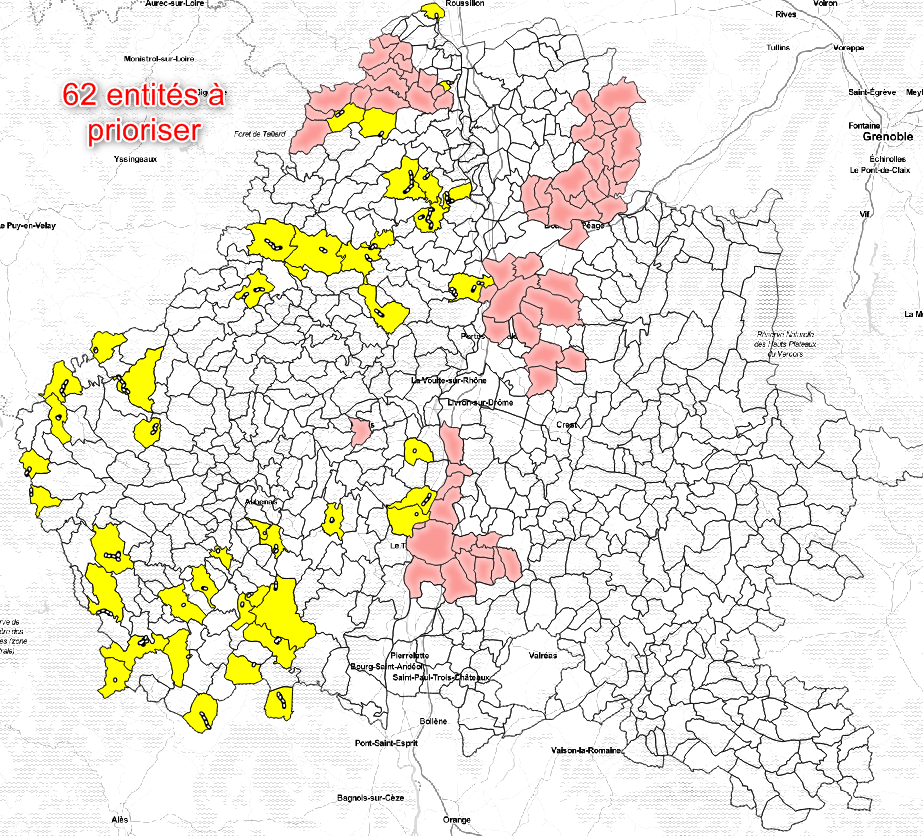 Aurec-sur-Loire
Roussillon
Voiron
Rives
Tullins
Voreppe
Monistrol-sur-Loire
62 entités à
prioriser
Saint-Égrève
Fontaine
Grenoble
Foret de Taillard
Yssingeaux
Échirolles
Le Pont-de-Claix
Vif
Le Puy-en-Velay
Réserve Naturelle
des Hauts Plateaux
du Vercors
La Voulte-sur-Rhône
Livron-sur-Drôme
Crest
Aubenas
Pierrelatte
Valréas
Bourg-Saint-Andéol
Saint-Paul-Trois-Châteaux
Bollène
Pont-Saint-Esprit
Vaison-la-Romaine
Bagnols-sur-Cèze
Alès
Orange